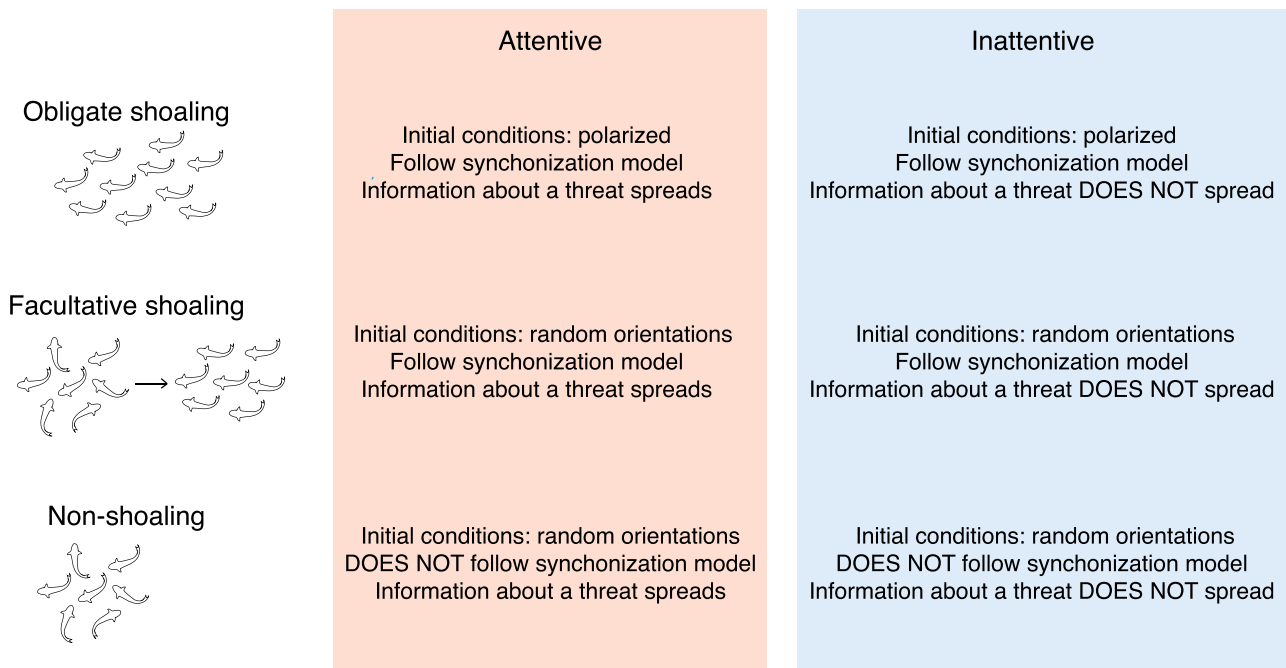 Attentive
Inattentive
Obligate shoaling
Initial conditions: polarized
Follow synchonization model
Information about a threat spreads
Initial conditions: polarized
Follow synchonization model
Information about a threat DOES NOT spread
Facultative shoaling
Initial conditions: random orientations
Follow synchonization model
Information about a threat spreads
Initial conditions: random orientations
Follow synchonization model
Information about a threat DOES NOT spread
Non-shoaling
Initial conditions: random orientations
DOES NOT follow synchonization model
Information about a threat spreads
Initial conditions: random orientations
DOES NOT follow synchonization model
Information about a threat DOES NOT spread